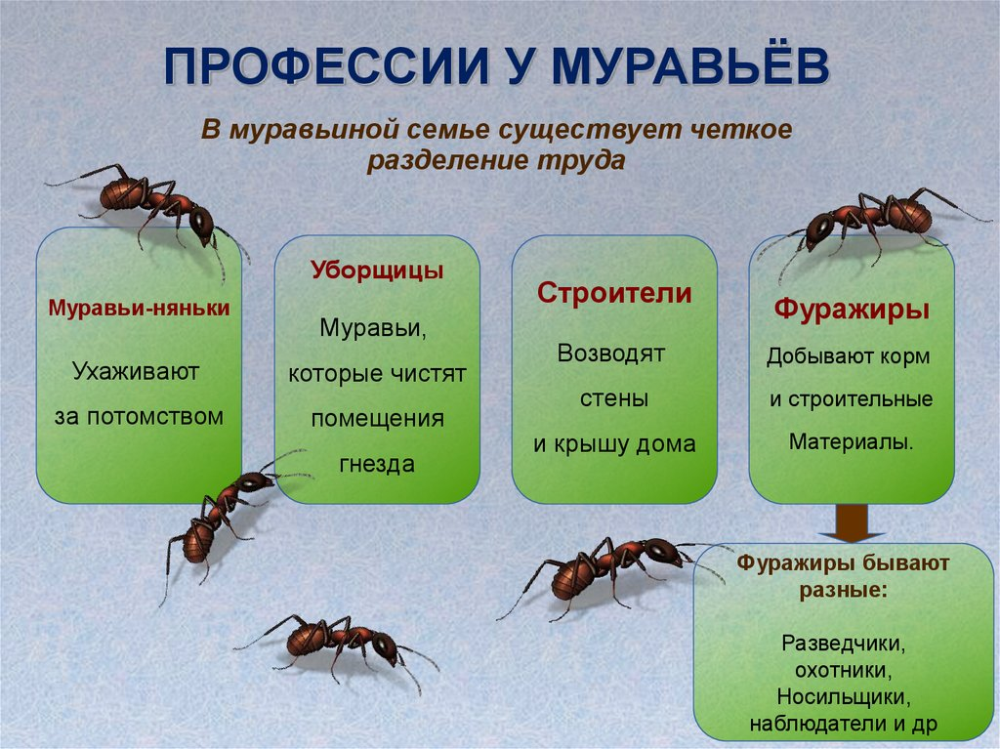 ПРОФЕССИИ У МУРАВЬЁВ
В муравьиной семье существует четкое
разделение труда
Муравьи-няньки
Ухаживают
за потомством
Уборщицы
Муравьи,
которые чистят
помещения
гнезда
Строители
Возводят
стены
и крышу дома
Фуражиры
Добывают корм
и строительные
Материалы.
Фуражиры бывают
разные:
Разведчики,
охотники,
Носильщики,
наблюдатели и др